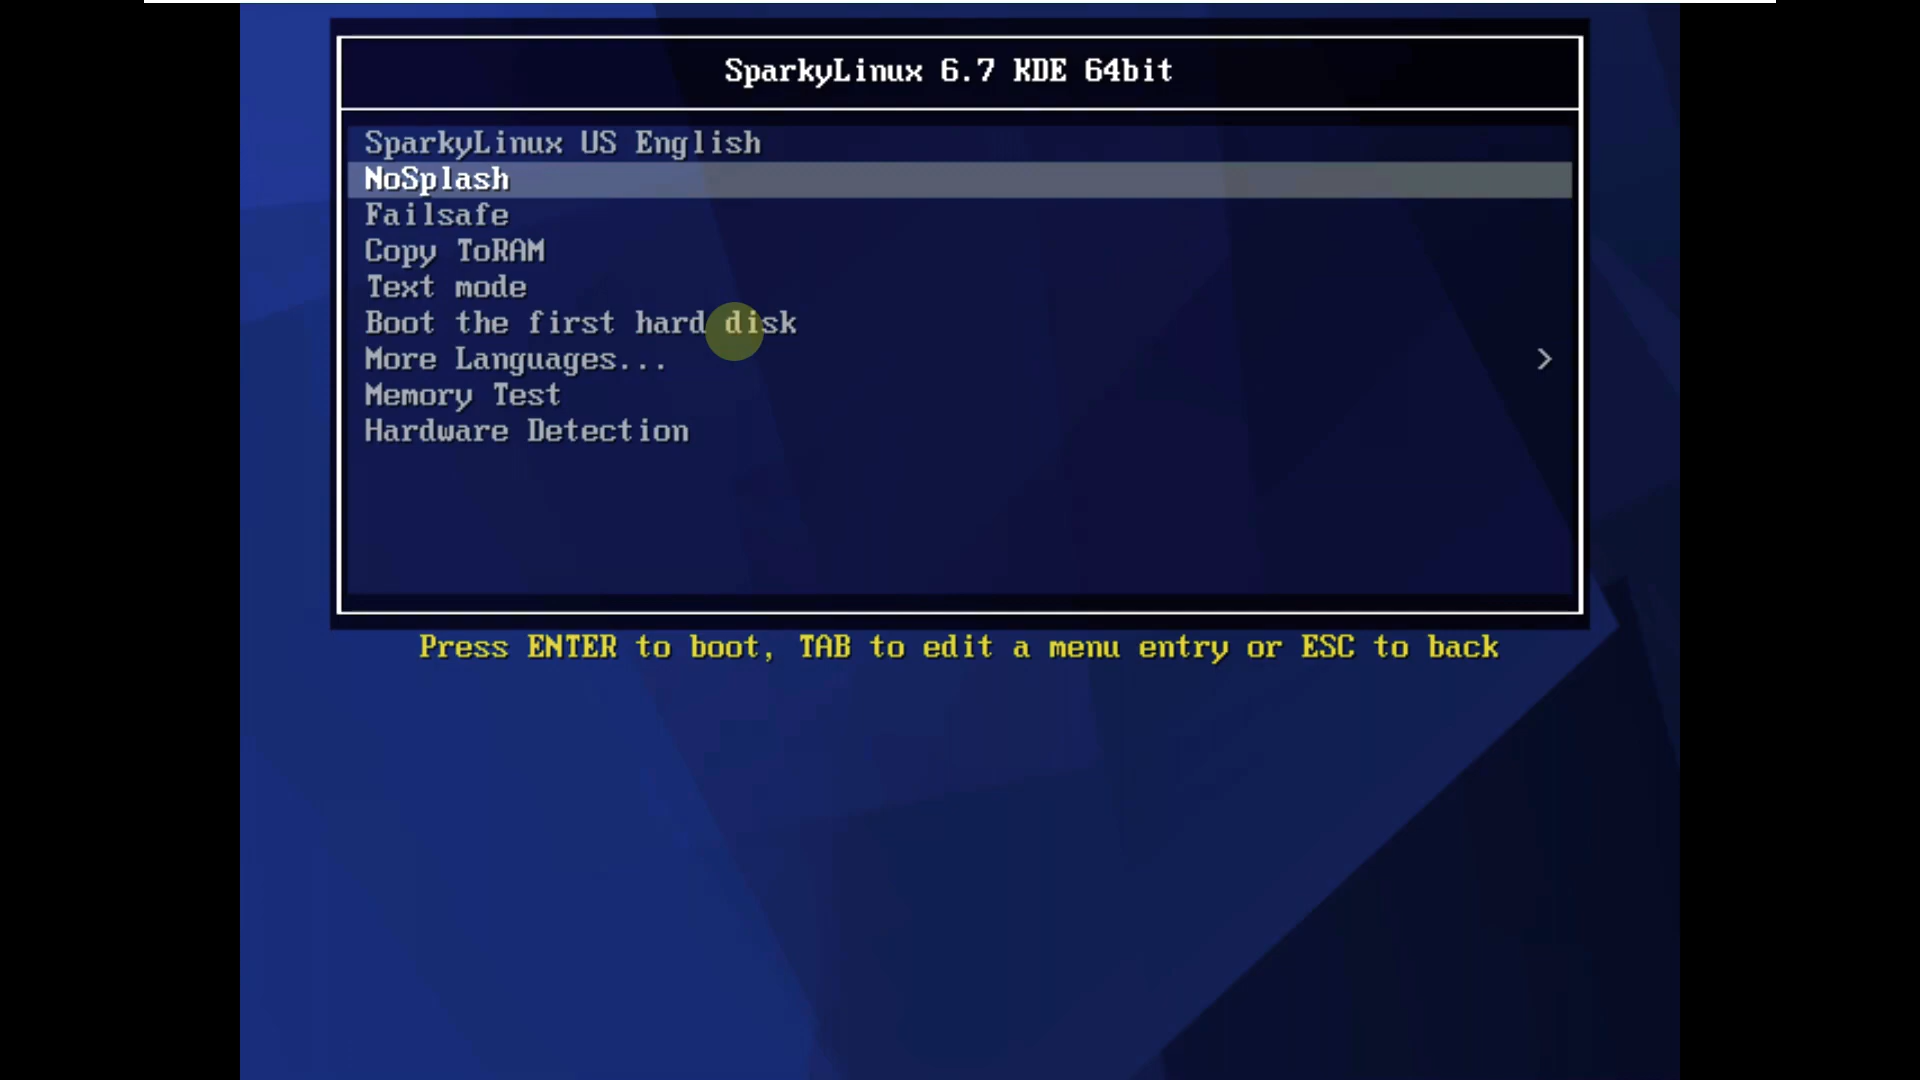 SparkyLinux 6.7 KDE 64bit
SparkyLinux US English
NoSplash
Failsafe
Copy ToRAM
Text mode
Boot the first hard disk
More Languages... >
Memory Test
Hardware Detection
Press ENTER to boot, TAB to edit a menu entry or ESC to back